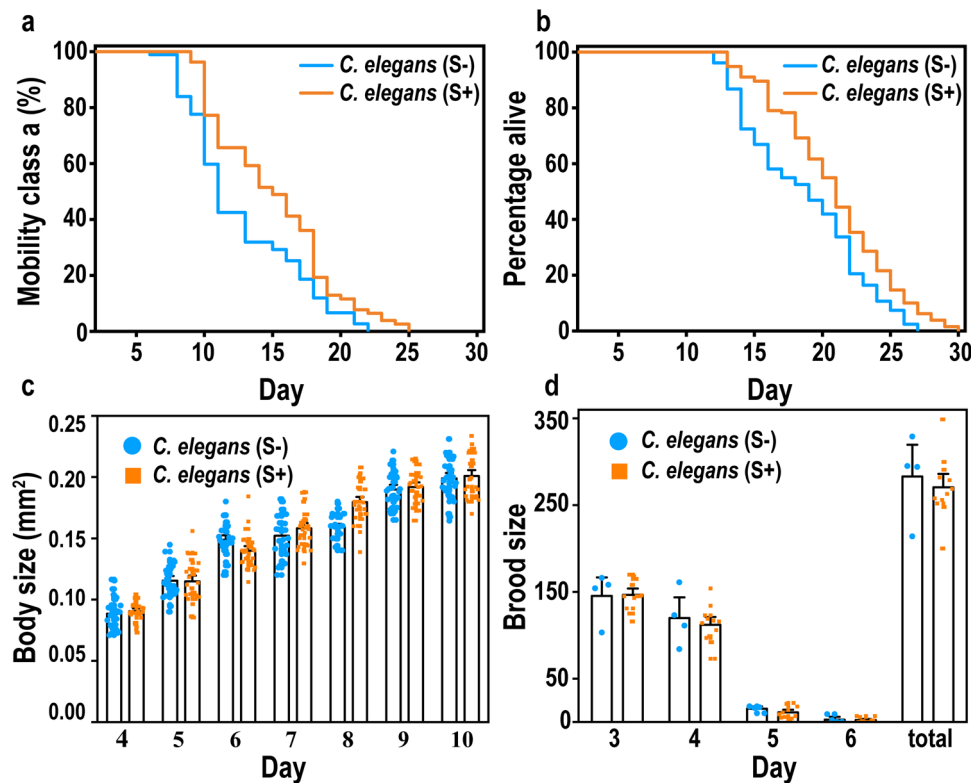 a
Mobility class a (%)
100
80
60
40
20
0
C. elegans (S-)
C. elegans (S+)
5 10 15 20 25 30
Day
b
Percentage alive
100
80
60
40
20
0
C. elegans (S-)
C. elegans (S+)
5 10 15 20 25 30
Day
c
Body size (mm²)
0.25
0.20
0.15
0.10
0.05
0.00
C. elegans (S-)
C. elegans (S+)
4 5 6 7 8 9 10
Day
d
Brood size
350
250
150
50
0
C. elegans (S-)
C. elegans (S+)
3 4 5 6 total
Day